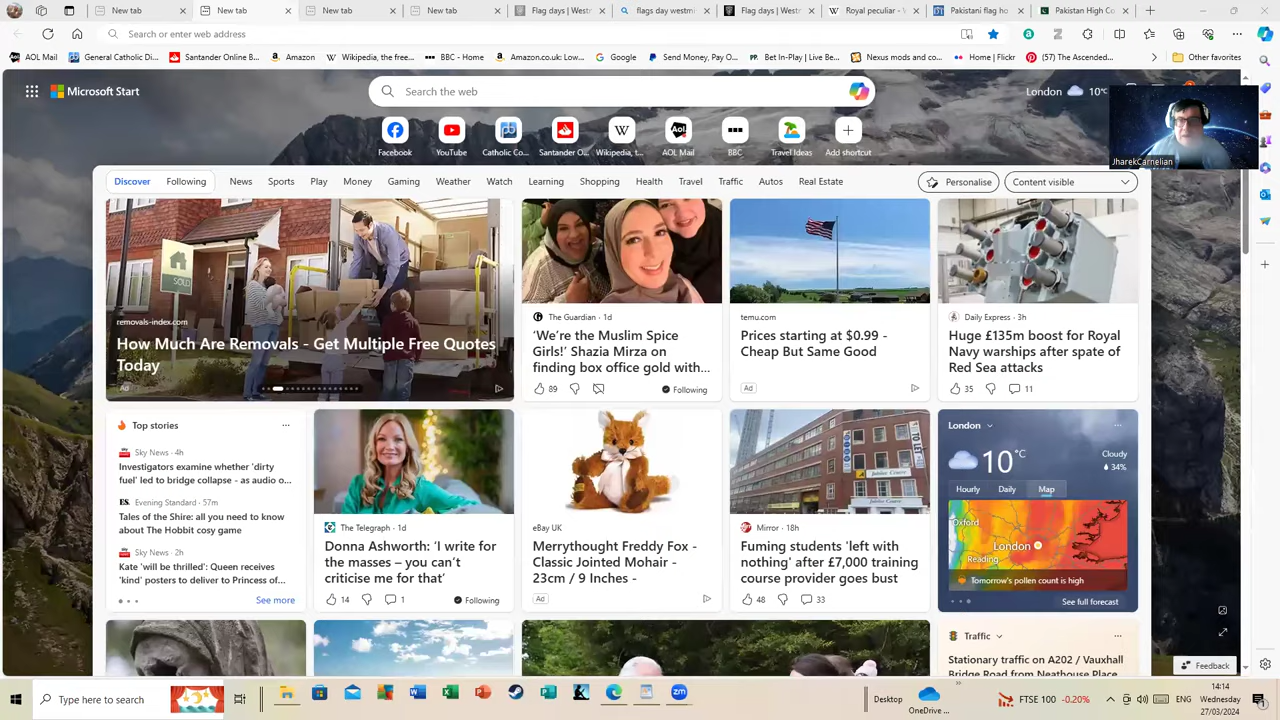 New tab
New tab
New tab
New tab
Flag days | Westr
flags day westmi
Flag days | Westr
Royal peculiar - V
Pakistani flag ho
Pakistan High Co
Search or enter web address
AOL Mail
General Catholic Di...
Santander Online B...
Amazon
Wikipedia, the free...
BBC - Home
Amazon.co.uk: Low...
Google
Send Money, Pay O...
Bet In-Play | Live Be...
Nexus mods and co...
Home | Flickr
(57) The Ascended...
Other favorites
Microsoft Start
Search the web
London
10°C
Facebook
YouTube
Catholic Co...
Santander O...
Wikipedia, t...
AOL Mail
BBC
Travel Ideas
Add shortcut
JharekCarnelian
Discover
Following
News
Sports
Play
Money
Gaming
Weather
Watch
Learning
Shopping
Health
Travel
Traffic
Autos
Real Estate
Personalise
Content visible
SOLD
removals-index.com
How Much Are Removals - Get Multiple Free Quotes
Today
Ad
The Guardian · 1d
‘We’re the Muslim Spice
Girls!’ Shazia Mirza on
finding box office gold with...
89
Following
temu.com
Prices starting at $0.99 -
Cheap But Same Good
Ad
Daily Express · 3h
Huge £135m boost for Royal
Navy warships after spate of
Red Sea attacks
35
11
Top stories
Sky News · 4h
Investigators examine whether 'dirty
fuel' led to bridge collapse - as audio o...
Evening Standard · 57m
Tales of the Shire: all you need to know
about The Hobbit cosy game
Sky News · 2h
Kate 'will be thrilled': Queen receives
'kind' posters to deliver to Princess of...
See more
The Telegraph · 1d
Donna Ashworth: ‘I write for
the masses – you can’t
criticise me for that’
14
1
Following
eBay UK
Merrythought Freddy Fox -
Classic Jointed Mohair -
23cm / 9 Inches -
Ad
TO LET
Jubilee Court
Mirror · 18h
Fuming students 'left with
nothing' after £7,000 training
course provider goes bust
48
33
London
10°C
Cloudy
34%
Hourly
Daily
Map
Oxford
London
Reading
Tomorrow's pollen count is high
See full forecast
Traffic
Stationary traffic on A202 / Vauxhall
Bridge Road from Neathouse Place
Feedback
Type here to search
Desktop
OneDrive ...
FTSE 100 -0.20%
ENG
14:14
Wednesday
27/03/2024